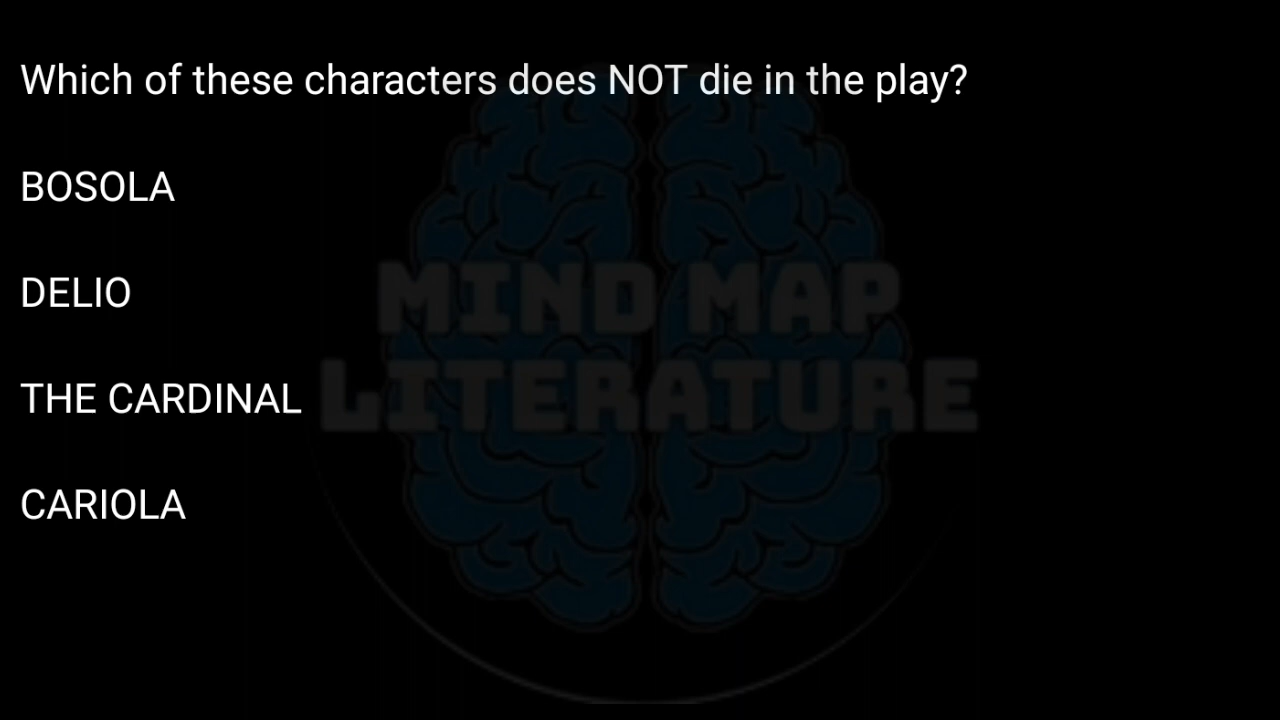 Which of these characters does NOT die in the play?
BOSOLA
DELIO
MIND MAP
THE CARDINAL
LITERATURE
CARIOLA